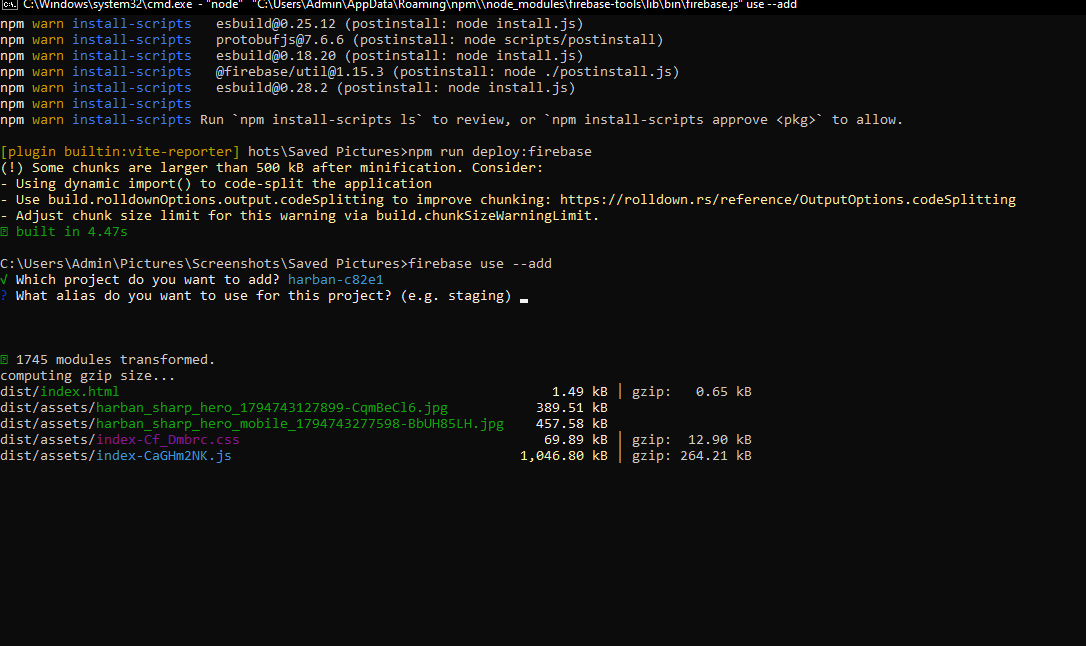 C:\Windows\system32\cmd.exe - "node" "C:\Users\Admin\AppData\Roaming\npm\\node_modules\firebase-tools\lib\bin\firebase.js" use --add
npm warn install-scripts   esbuild@0.25.12 (postinstall: node install.js)
npm warn install-scripts   protobufjs@7.6.6 (postinstall: node scripts/postinstall)
npm warn install-scripts   esbuild@0.18.20 (postinstall: node install.js)
npm warn install-scripts   @firebase/util@1.15.3 (postinstall: node ./postinstall.js)
npm warn install-scripts   esbuild@0.28.2 (postinstall: node install.js)
npm warn install-scripts
npm warn install-scripts Run `npm install-scripts ls` to review, or `npm install-scripts approve <pkg>` to allow.
[plugin builtin:vite-reporter] hots\Saved Pictures>npm run deploy:firebase
(!) Some chunks are larger than 500 kB after minification. Consider:
- Using dynamic import() to code-split the application
- Use build.rolldownOptions.output.codeSplitting to improve chunking: https://rolldown.rs/reference/OutputOptions.codeSplitting
- Adjust chunk size limit for this warning via build.chunkSizeWarningLimit.
built in 4.47s
C:\Users\Admin\Pictures\Screenshots\Saved Pictures>firebase use --add
√ Which project do you want to add? harban-c82e1
? What alias do you want to use for this project? (e.g. staging)
1745 modules transformed.
computing gzip size...
dist/index.html 1.49 kB │ gzip: 0.65 kB
dist/assets/harban_sharp_hero_1794743127899-CqmBeCl6.jpg 389.51 kB
dist/assets/harban_sharp_hero_mobile_1794743277598-BbUH85LH.jpg 457.58 kB
dist/assets/index-Cf_Dmbrc.css 69.89 kB │ gzip: 12.90 kB
dist/assets/index-CaGHm2NK.js 1,046.80 kB │ gzip: 264.21 kB